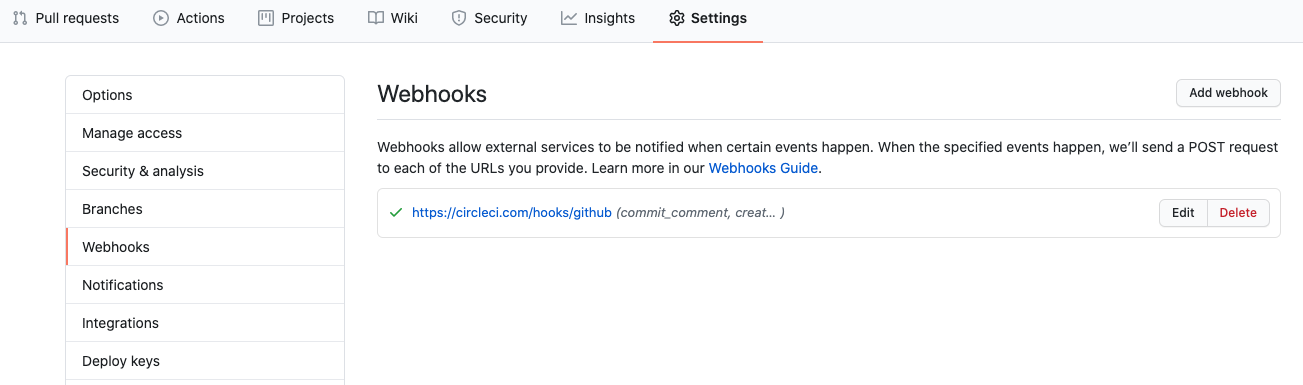 Pull requests Actions Projects Wiki Security Insights Settings
Options
Manage access
Security & analysis
Branches
Webhooks
Notifications
Integrations
Deploy keys
Webhooks Add webhook
Webhooks allow external services to be notified when certain events happen. When the specified events happen, we’ll send a POST request
to each of the URLs you provide. Learn more in our Webhooks Guide.
https://circleci.com/hooks/github (commit_comment, creat... ) Edit Delete